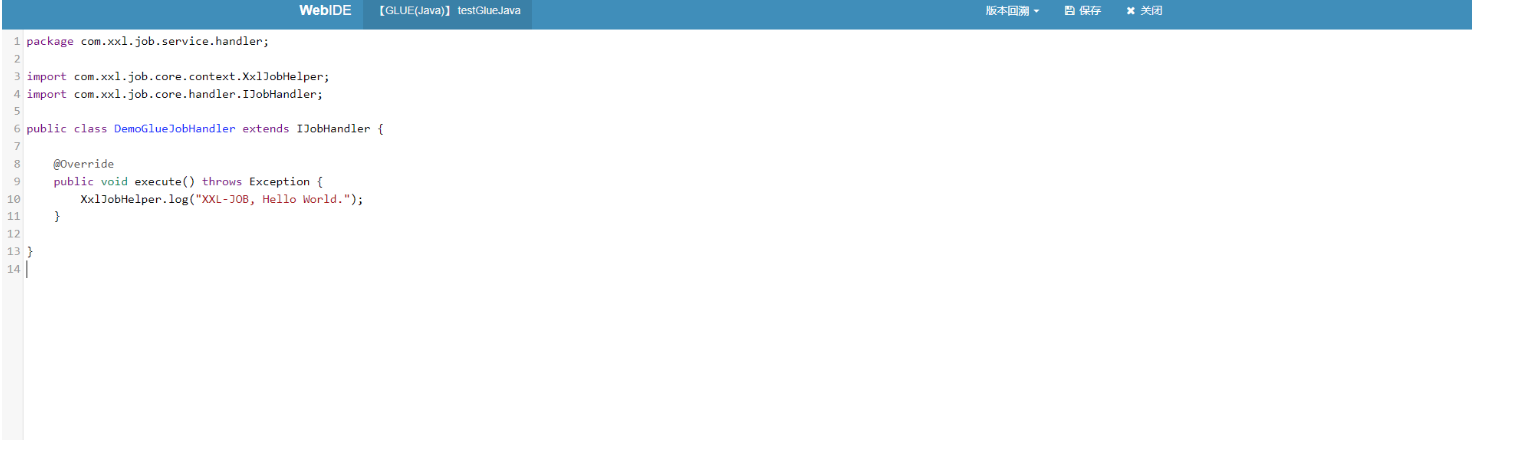 WebIDE 【GLUE(Java)】 testGlueJava 版本回溯 保存 关闭
1 package com.xxl.job.service.handler;
2
3 import com.xxl.job.core.context.XxlJobHelper;
4 import com.xxl.job.core.handler.IJobHandler;
5
6 public class DemoGlueJobHandler extends IJobHandler {
7
8     @Override
9     public void execute() throws Exception {
10         XxlJobHelper.log("XXL-JOB, Hello World.");
11     }
12
13 }
14